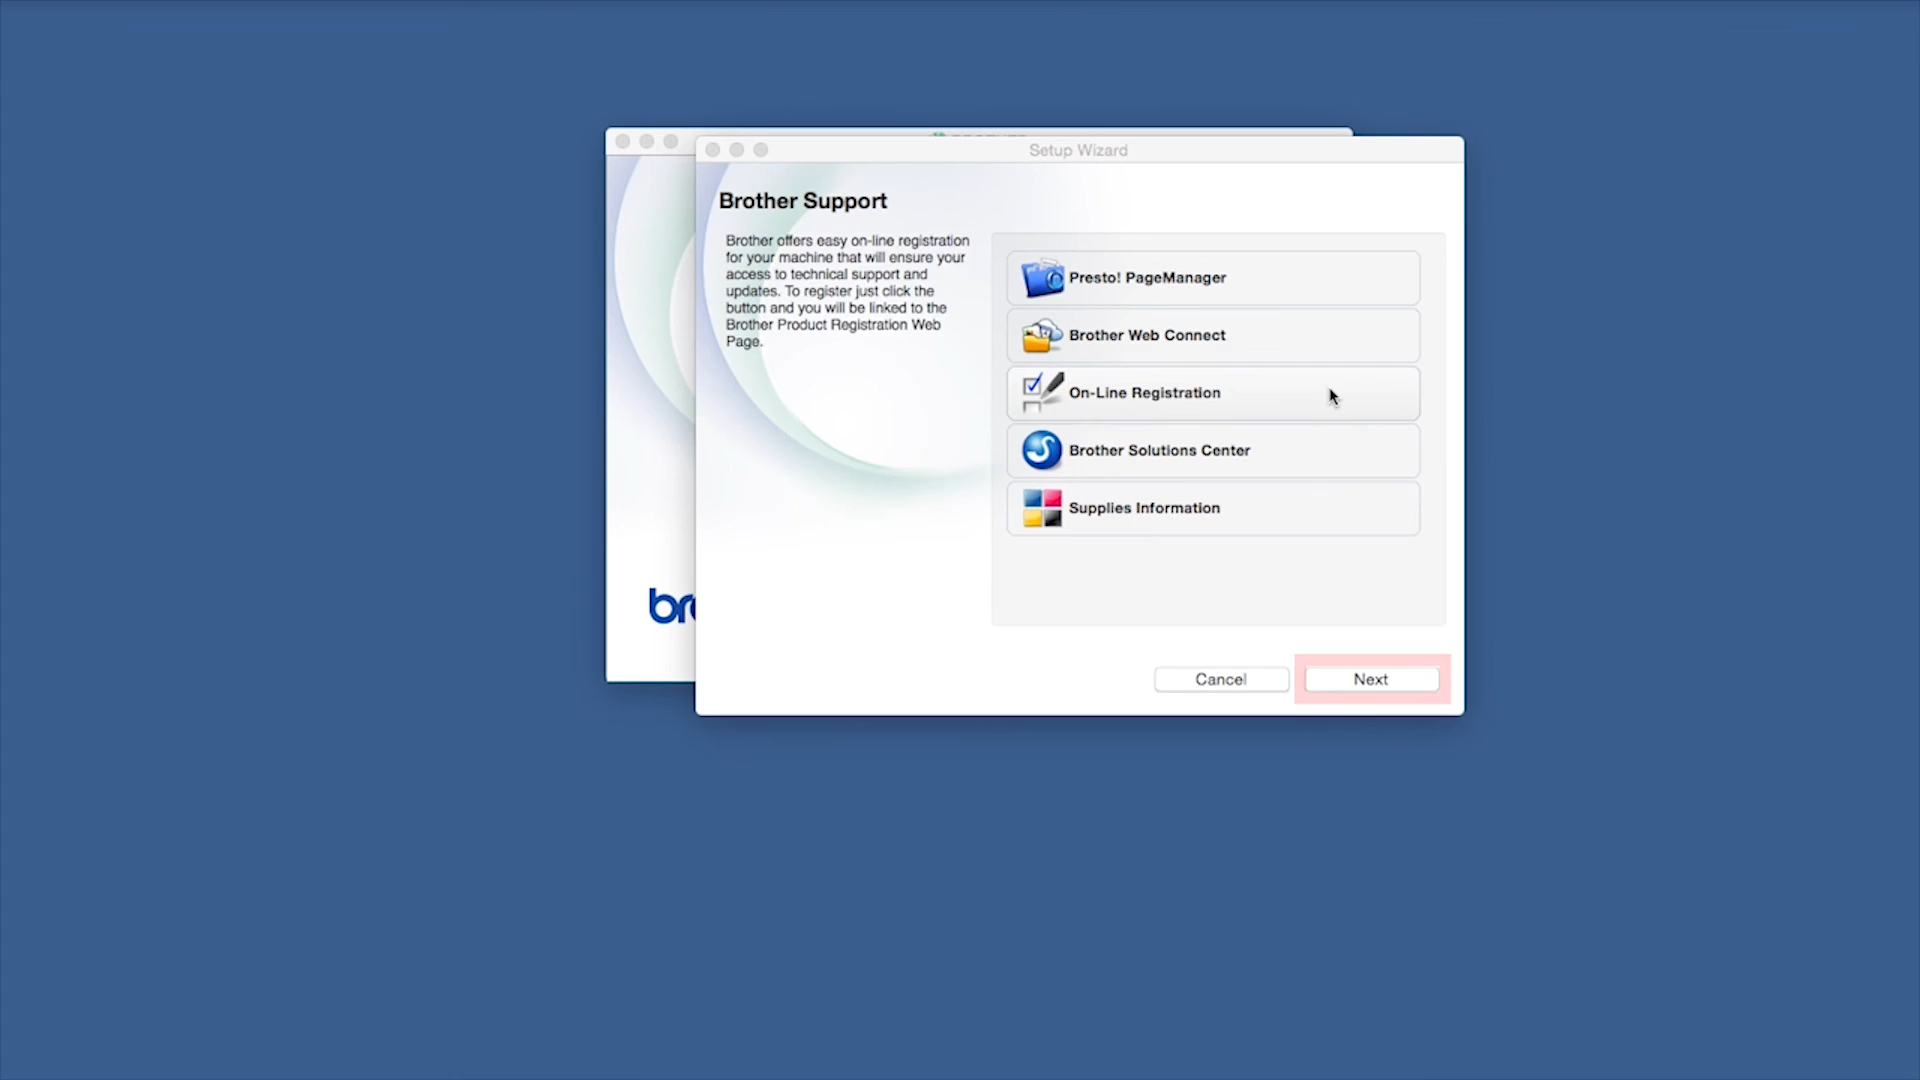 Setup Wizard
Brother Support
Brother offers easy on-line registration
for your machine that will ensure your
access to technical support and
updates. To register just click the
button and you will be linked to the
Brother Product Registration Web
Page.
Presto! PageManager
Brother Web Connect
On-Line Registration
Brother Solutions Center
Supplies Information
Cancel
Next